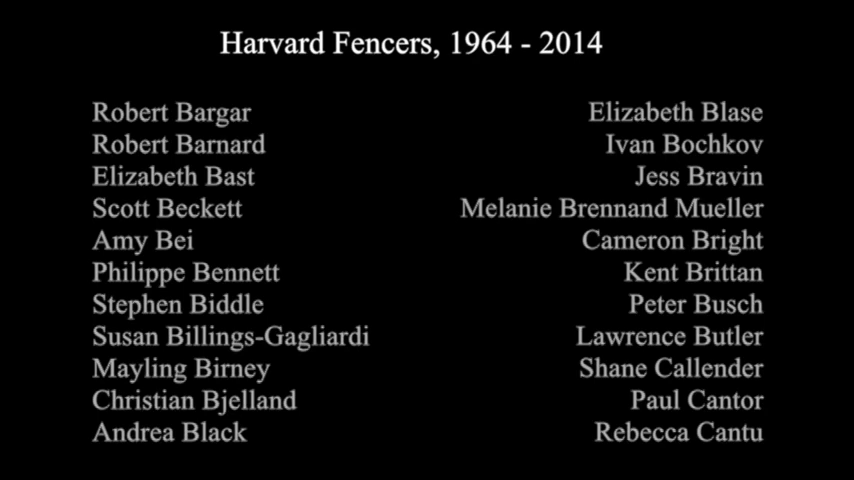 Harvard Fencers, 1964 - 2014
Robert Bargar
Robert Barnard
Elizabeth Bast
Scott Beckett
Amy Bei
Philippe Bennett
Stephen Biddle
Susan Billings-Gagliardi
Mayling Birney
Christian Bjelland
Andrea Black
Elizabeth Blase
Ivan Bochkov
Jess Bravin
Melanie Brennand Mueller
Cameron Bright
Kent Brittan
Peter Busch
Lawrence Butler
Shane Callender
Paul Cantor
Rebecca Cantu